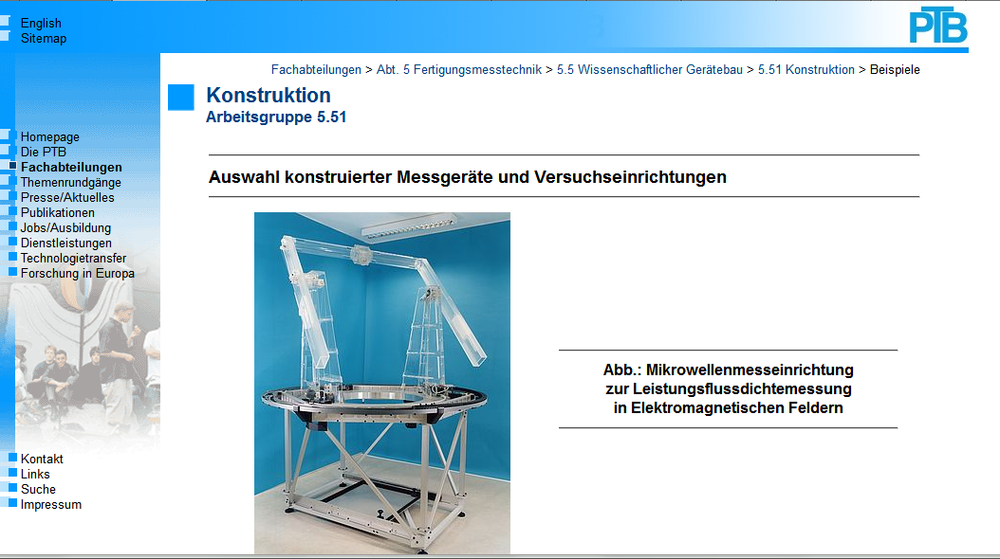 English
Sitemap
PTB
Fachabteilungen > Abt. 5 Fertigungsmesstechnik > 5.5 Wissenschaftlicher Gerätebau > 5.51 Konstruktion > Beispiele
Konstruktion
Arbeitsgruppe 5.51
Homepage
Die PTB
Fachabteilungen
Themenrundgänge
Presse/Aktuelles
Publikationen
Jobs/Ausbildung
Dienstleistungen
Technologietransfer
Forschung in Europa
Kontakt
Links
Suche
Impressum
Auswahl konstruierter Messgeräte und Versuchseinrichtungen
Abb.: Mikrowellenmesseinrichtung
zur Leistungsflussdichtemessung
in Elektromagnetischen Feldern